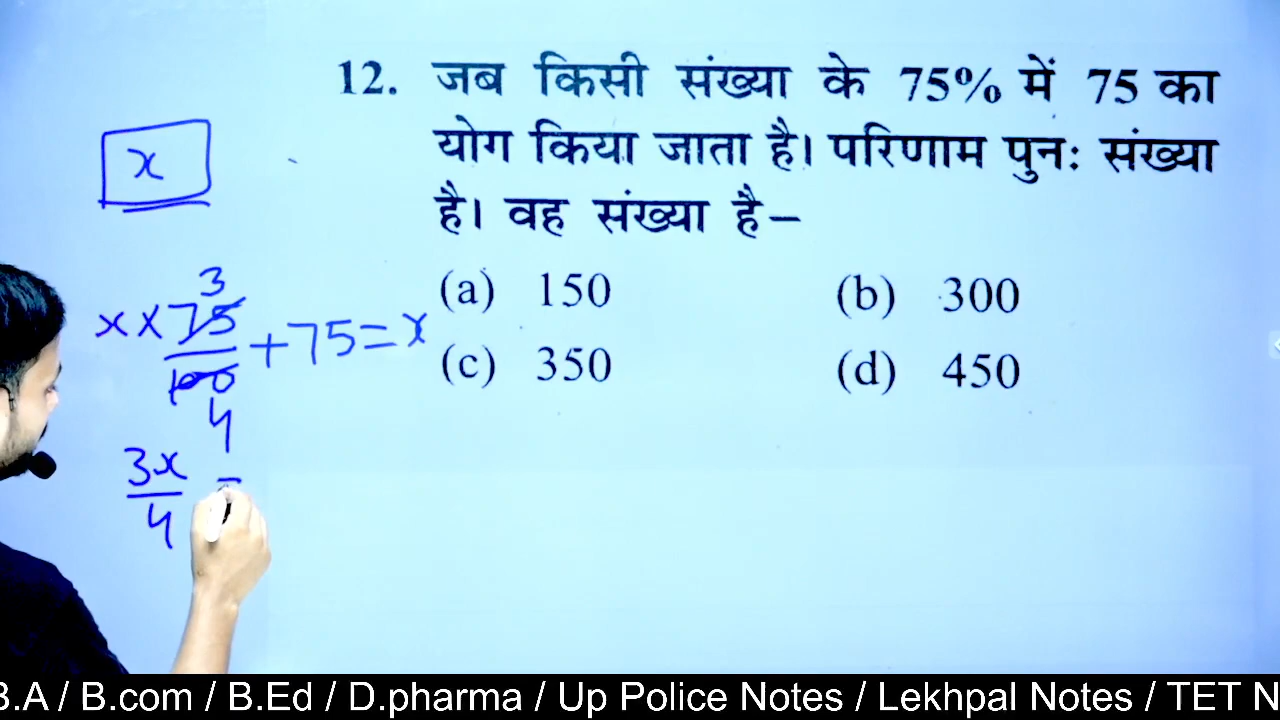 12. जब किसी संख्या के 75% में 75 का
योग किया जाता है। परिणाम पुनः संख्या
है। वह संख्या है–
(a) 150 (b) 300
(c) 350 (d) 450
x
3
x × 75 + 75 = x
100
4
3x
4
B.A / B.com / B.Ed / D.pharma / Up Police Notes / Lekhpal Notes / TET N